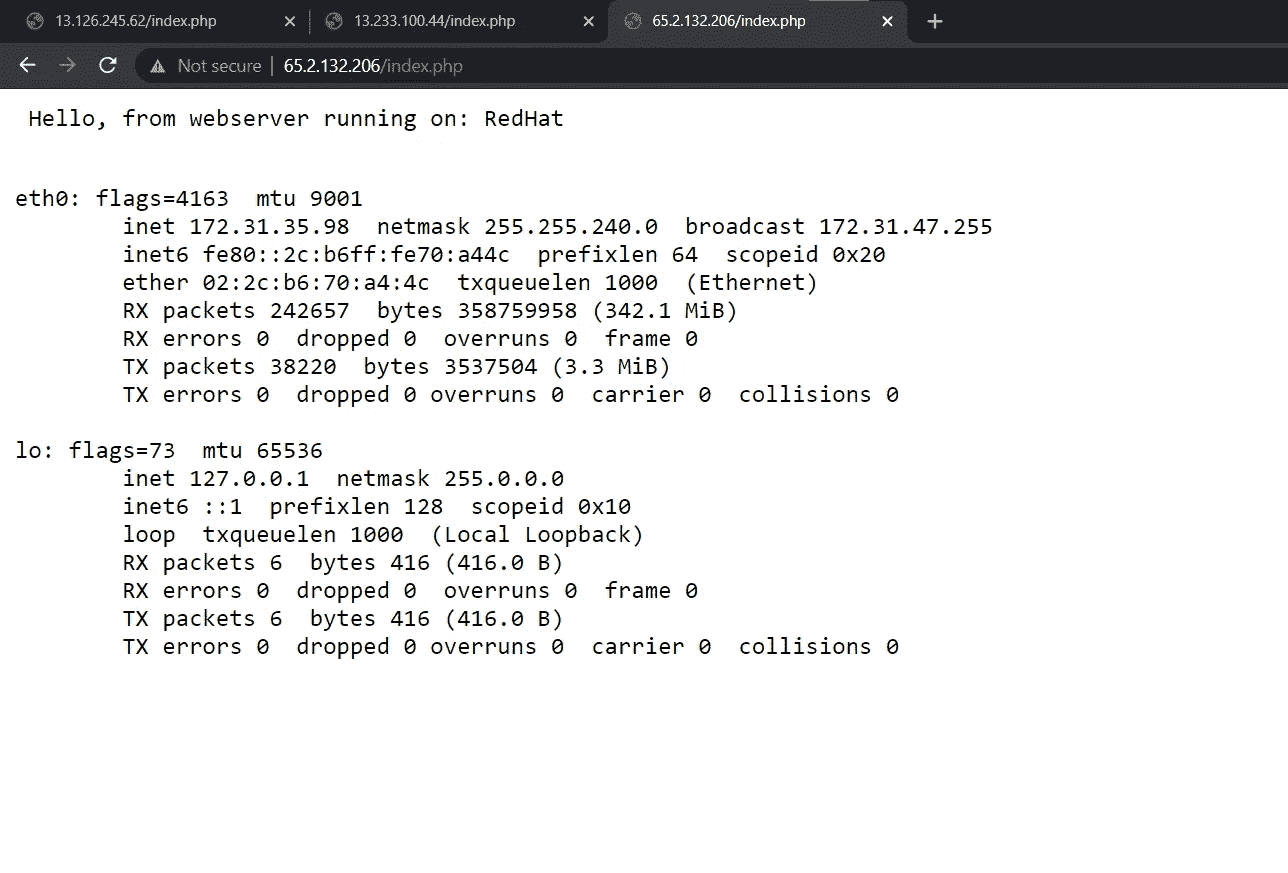 13.126.245.62/index.php
13.233.100.44/index.php
65.2.132.206/index.php
Not secure | 65.2.132.206/index.php
Hello, from webserver running on: RedHat
eth0: flags=4163  mtu 9001
inet 172.31.35.98  netmask 255.255.240.0  broadcast 172.31.47.255
inet6 fe80::2c:b6ff:fe70:a44c  prefixlen 64  scopeid 0x20
ether 02:2c:b6:70:a4:4c  txqueuelen 1000  (Ethernet)
RX packets 242657  bytes 358759958 (342.1 MiB)
RX errors 0  dropped 0  overruns 0  frame 0
TX packets 38220  bytes 3537504 (3.3 MiB)
TX errors 0  dropped 0 overruns 0  carrier 0  collisions 0
lo: flags=73  mtu 65536
inet 127.0.0.1  netmask 255.0.0.0
inet6 ::1  prefixlen 128  scopeid 0x10
loop  txqueuelen 1000  (Local Loopback)
RX packets 6  bytes 416 (416.0 B)
RX errors 0  dropped 0  overruns 0  frame 0
TX packets 6  bytes 416 (416.0 B)
TX errors 0  dropped 0 overruns 0  carrier 0  collisions 0